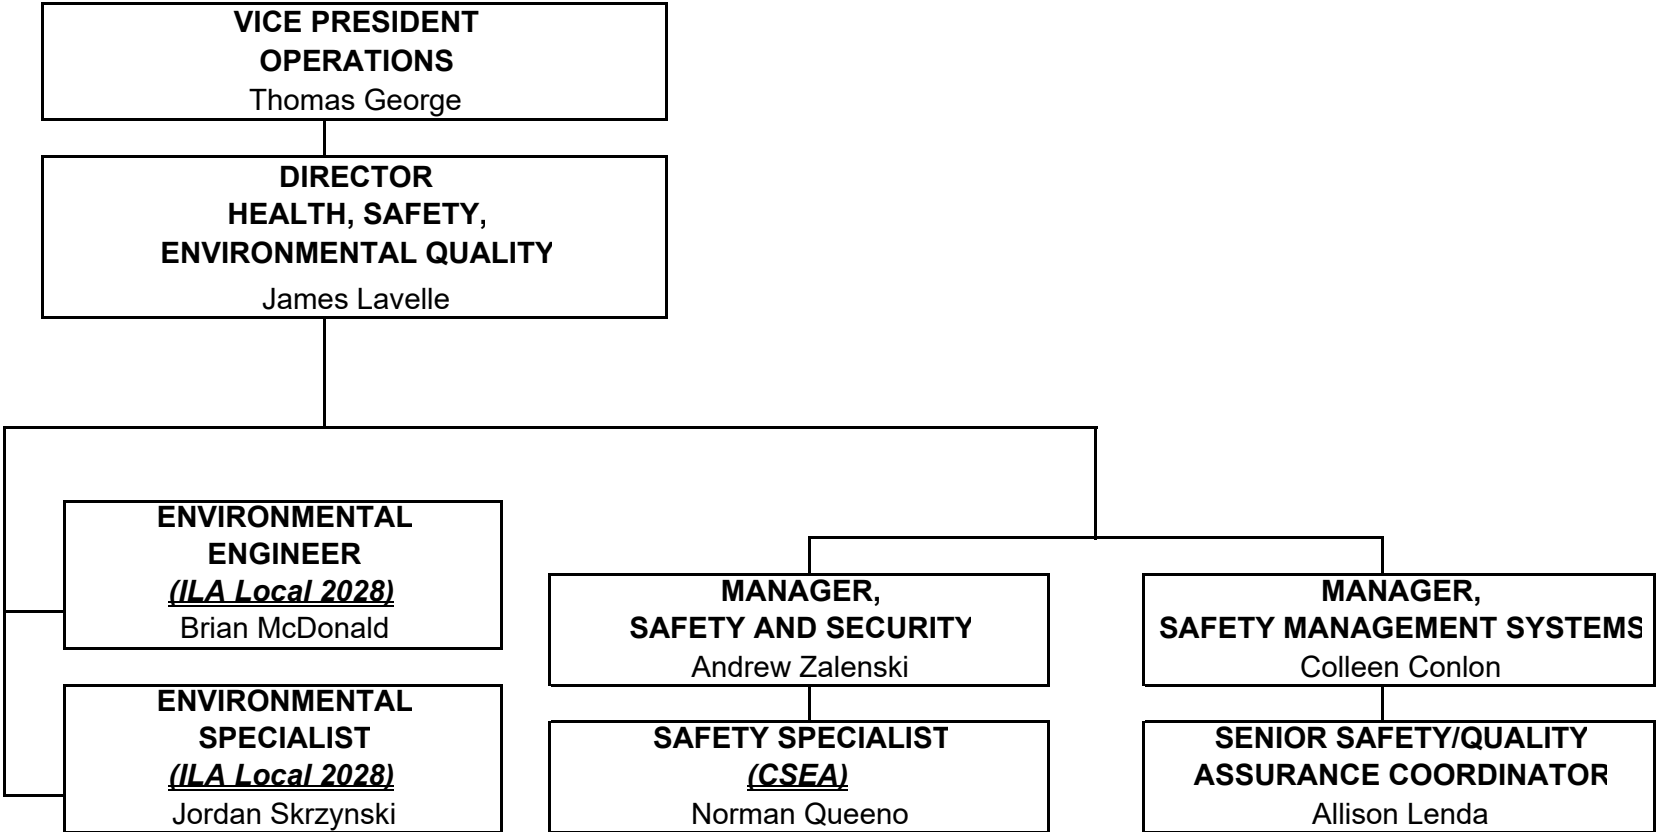 VICE PRESIDENT
OPERATIONS
Thomas George
DIRECTOR
HEALTH, SAFETY,
ENVIRONMENTAL QUALITY
James Lavelle
ENVIRONMENTAL
ENGINEER
(ILA Local 2028)
Brian McDonald
ENVIRONMENTAL
SPECIALIST
(ILA Local 2028)
Jordan Skrzynski
MANAGER,
SAFETY AND SECURITY
Andrew Zalenski
SAFETY SPECIALIST
(CSEA)
Norman Queeno
MANAGER,
SAFETY MANAGEMENT SYSTEMS
Colleen Conlon
SENIOR SAFETY/QUALITY
ASSURANCE COORDINATOR
Allison Lenda